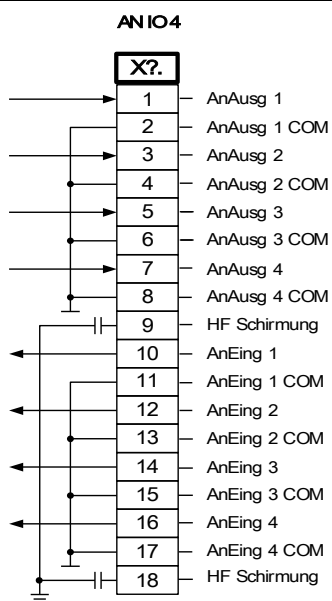 AN IO4
X?.
1 AnAusg 1
2 AnAusg 1 COM
3 AnAusg 2
4 AnAusg 2 COM
5 AnAusg 3
6 AnAusg 3 COM
7 AnAusg 4
8 AnAusg 4 COM
9 HF Schirmung
10 AnEing 1
11 AnEing 1 COM
12 AnEing 2
13 AnEing 2 COM
14 AnEing 3
15 AnEing 3 COM
16 AnEing 4
17 AnEing 4 COM
18 HF Schirmung